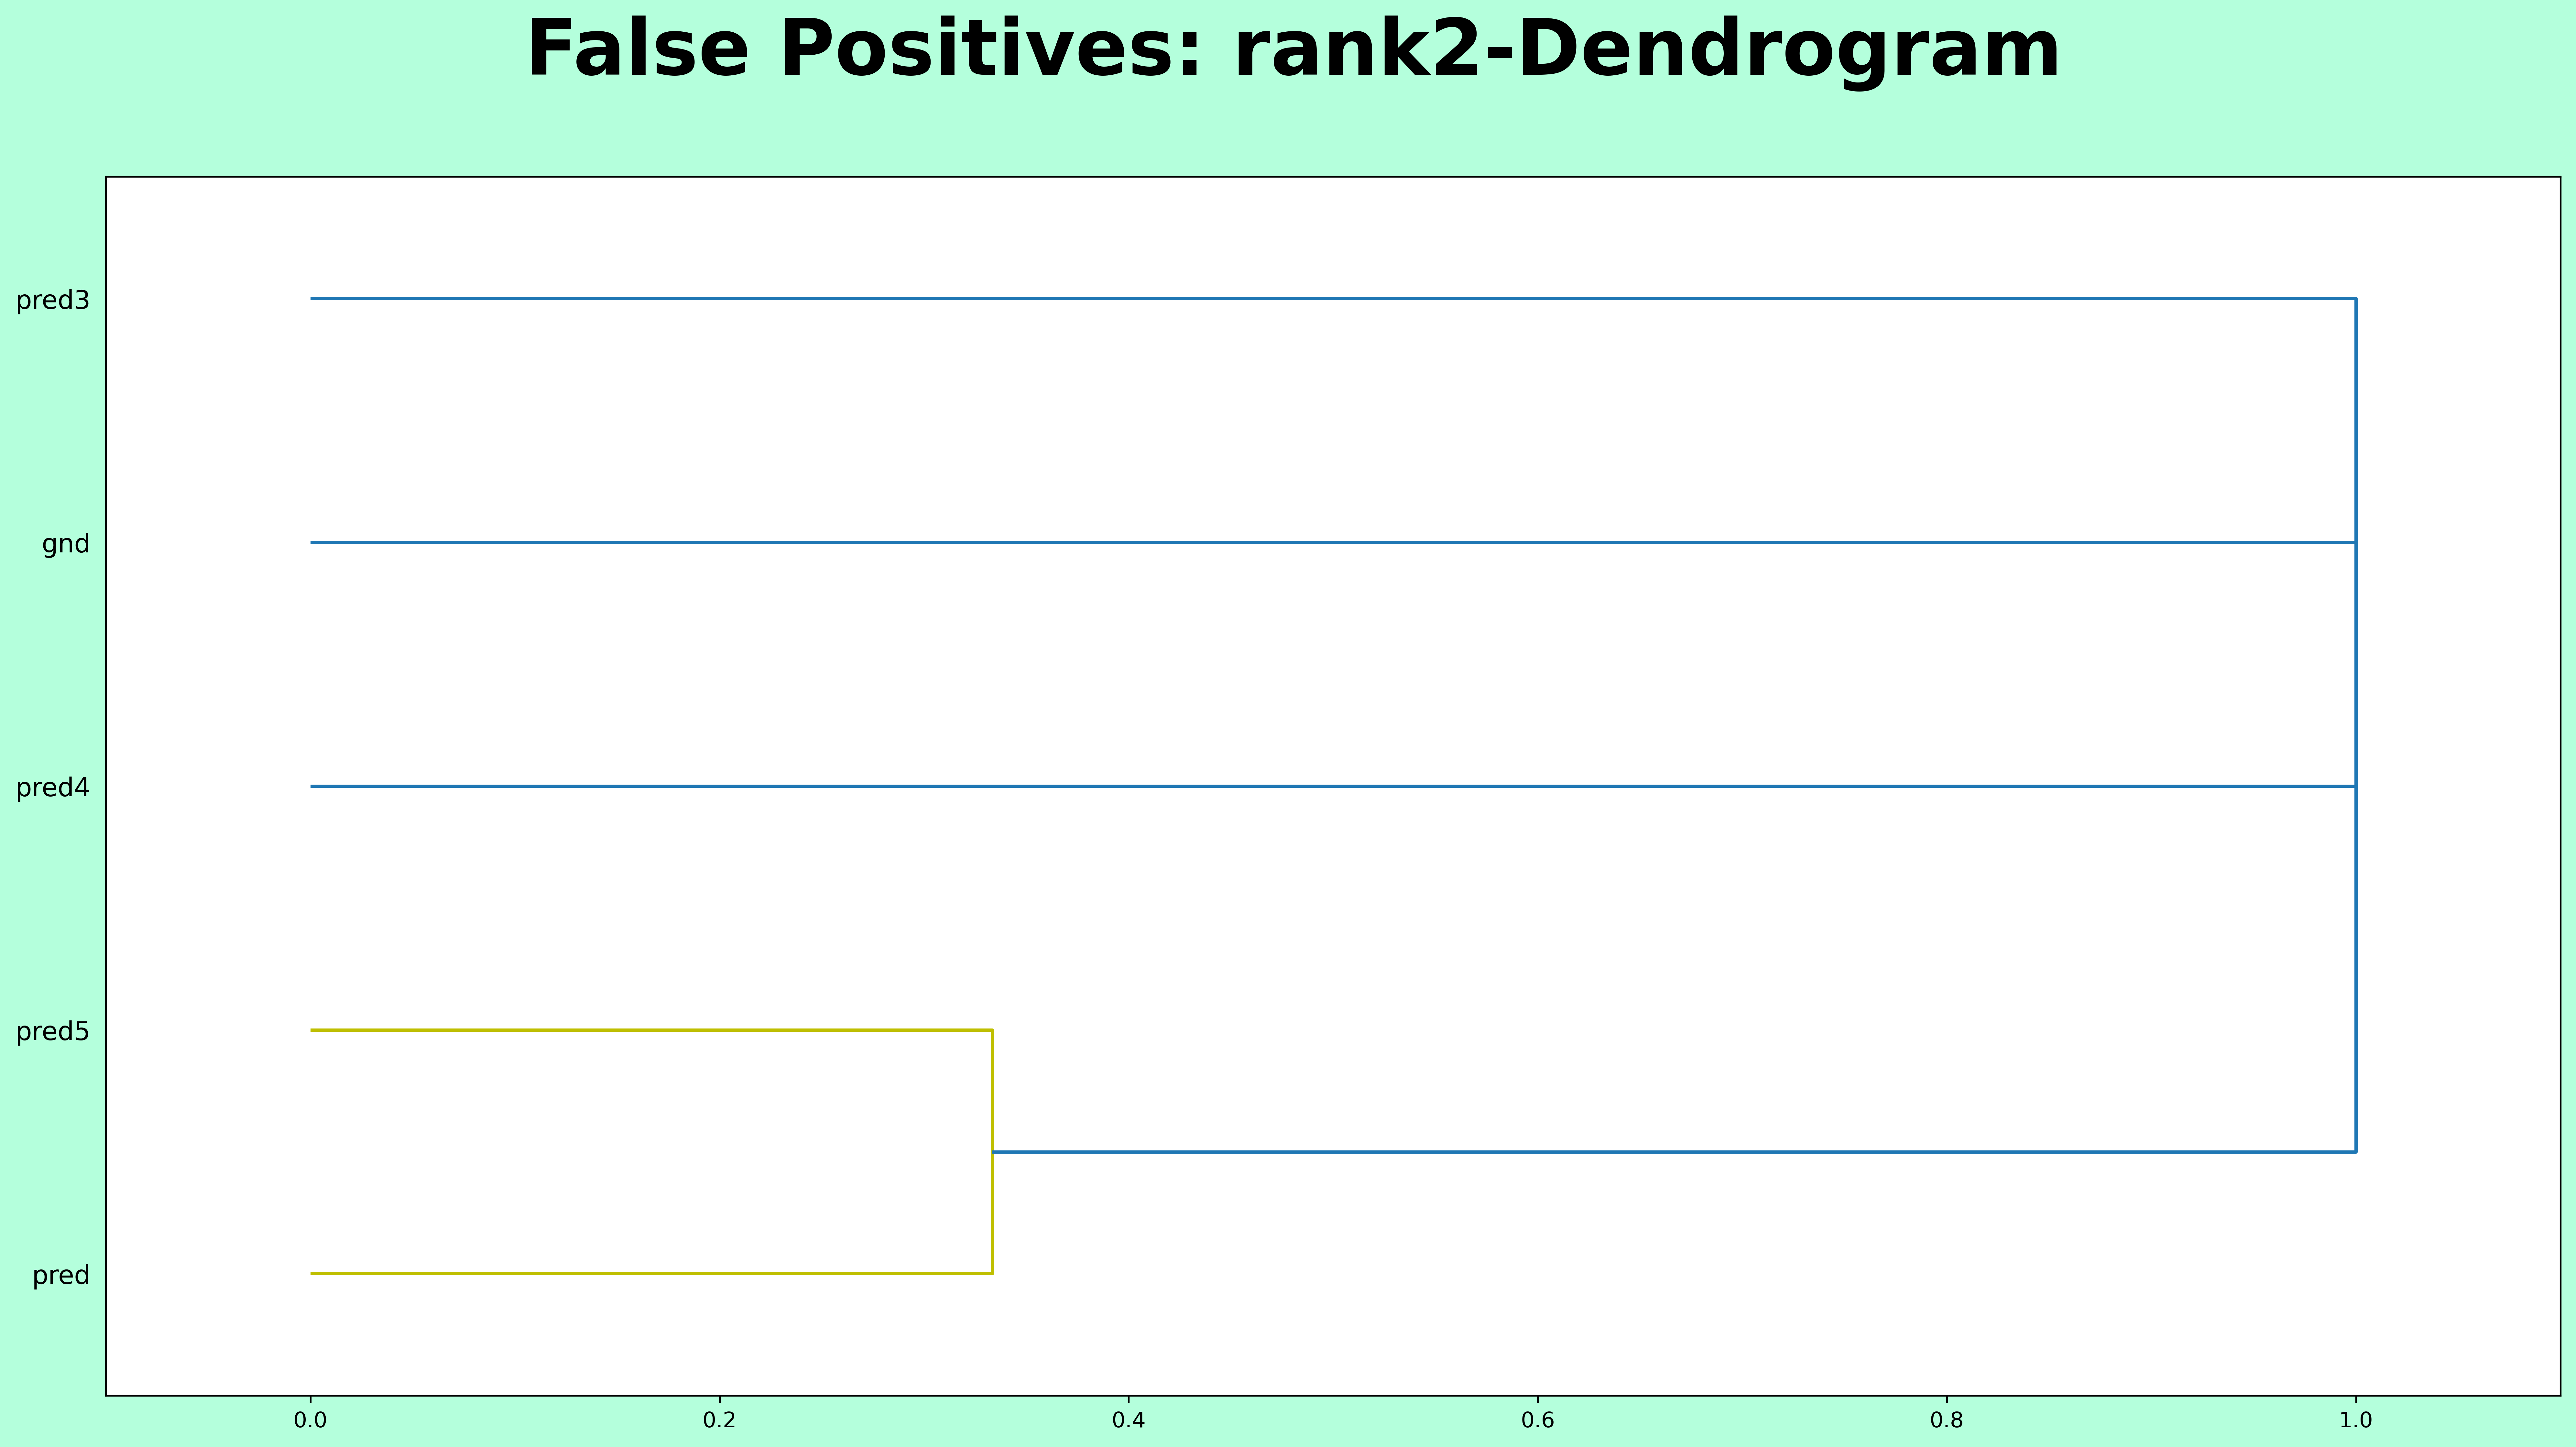 False Positives: rank2-Dendrogram
pred3
gnd
pred4
pred5
pred
0.0 0.2 0.4 0.6 0.8 1.0